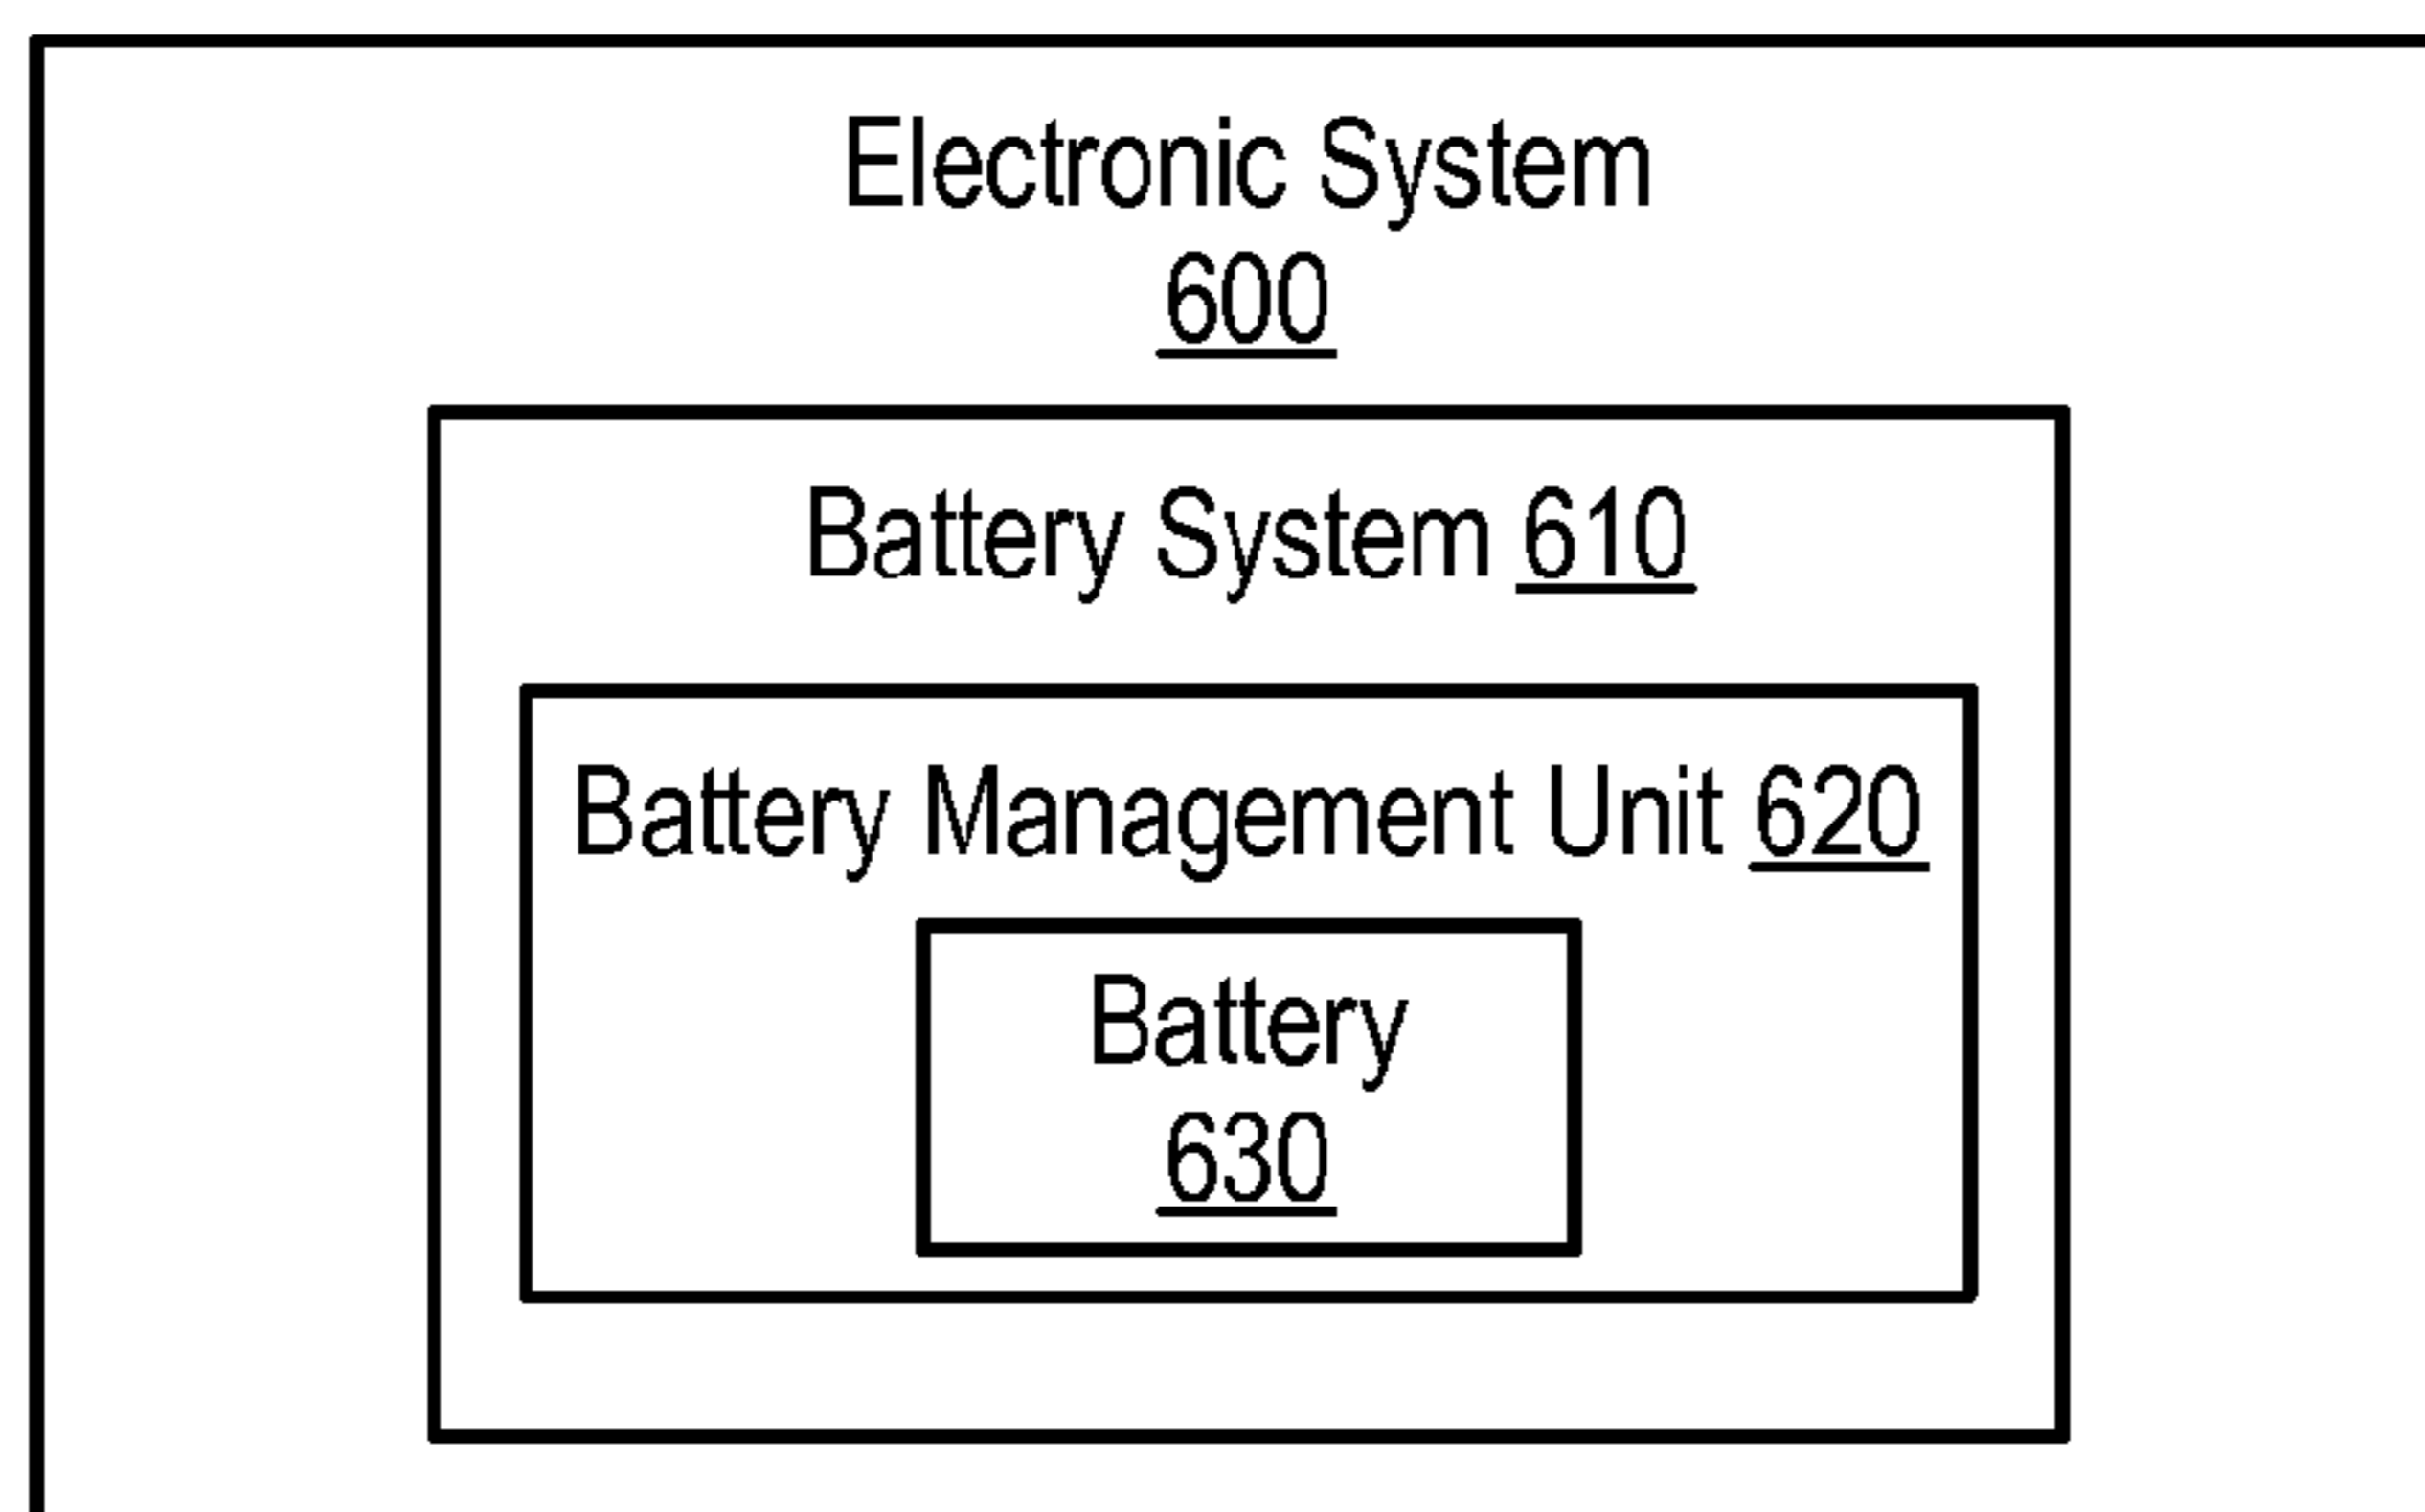 Electronic System
600
Battery System 610
Battery Management Unit 620
Battery
630